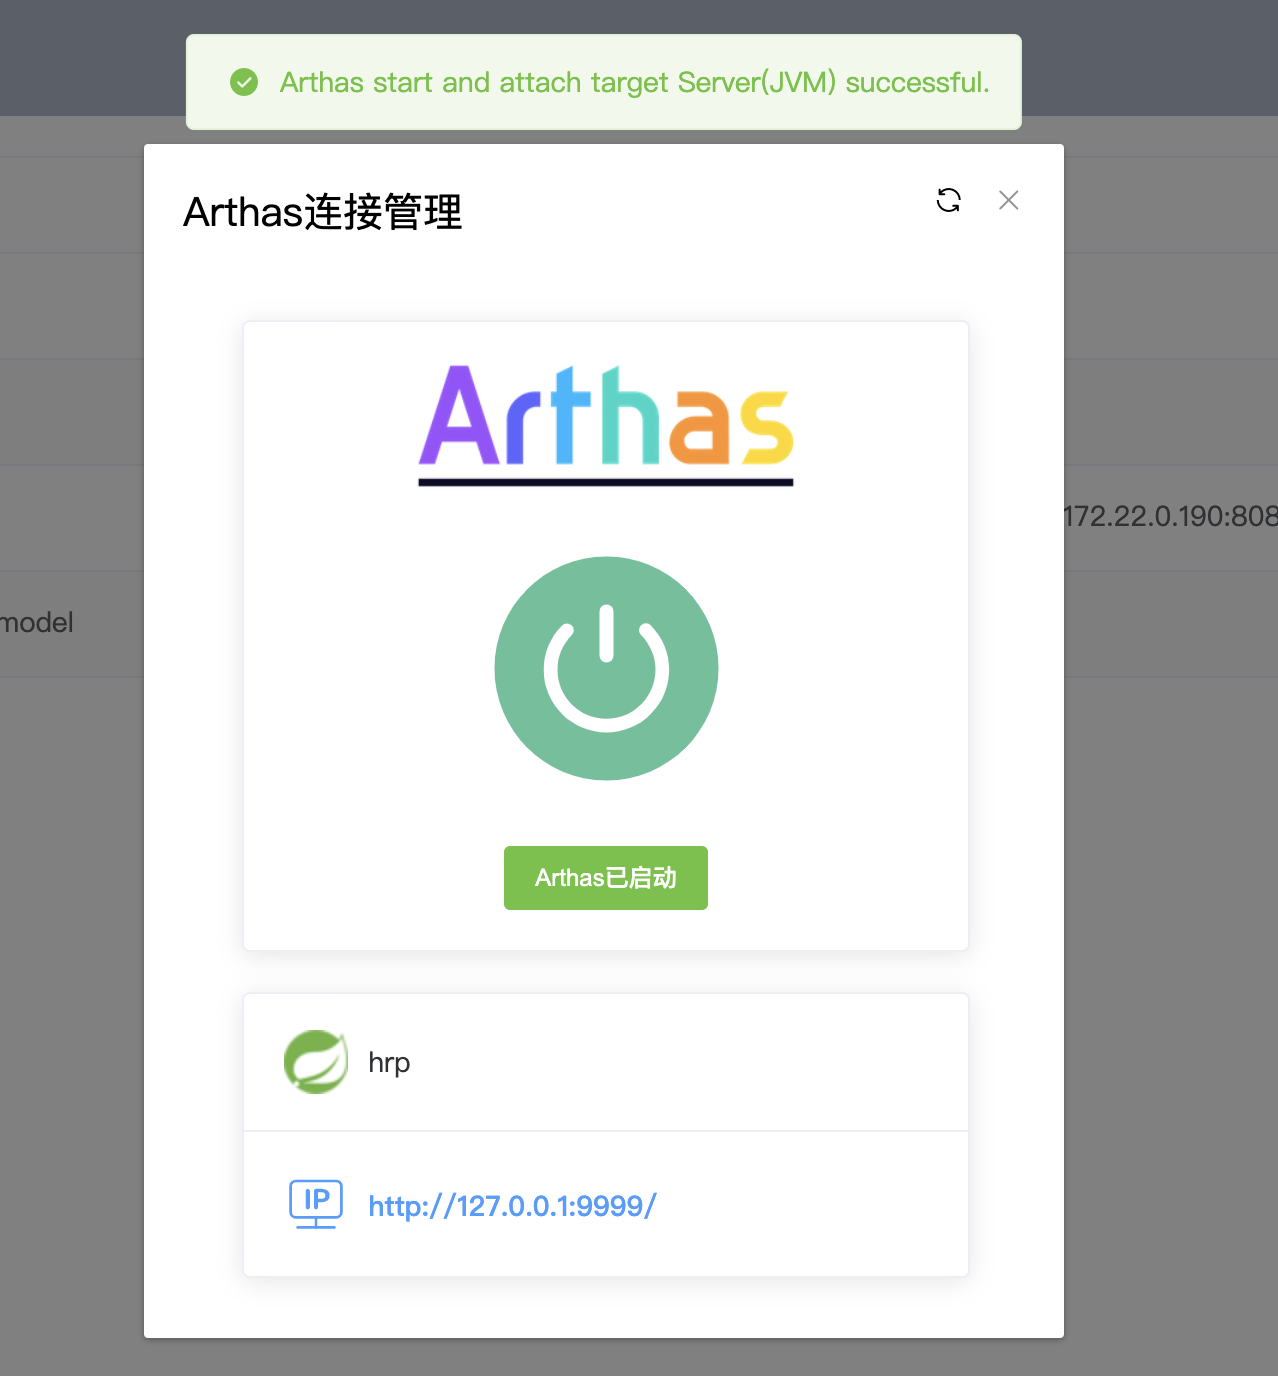 Arthas start and attach target Server(JVM) successful.
Arthas连接管理
Arthas
172.22.0.190:808
model
Arthas已启动
hrp
IP
http://127.0.0.1:9999/